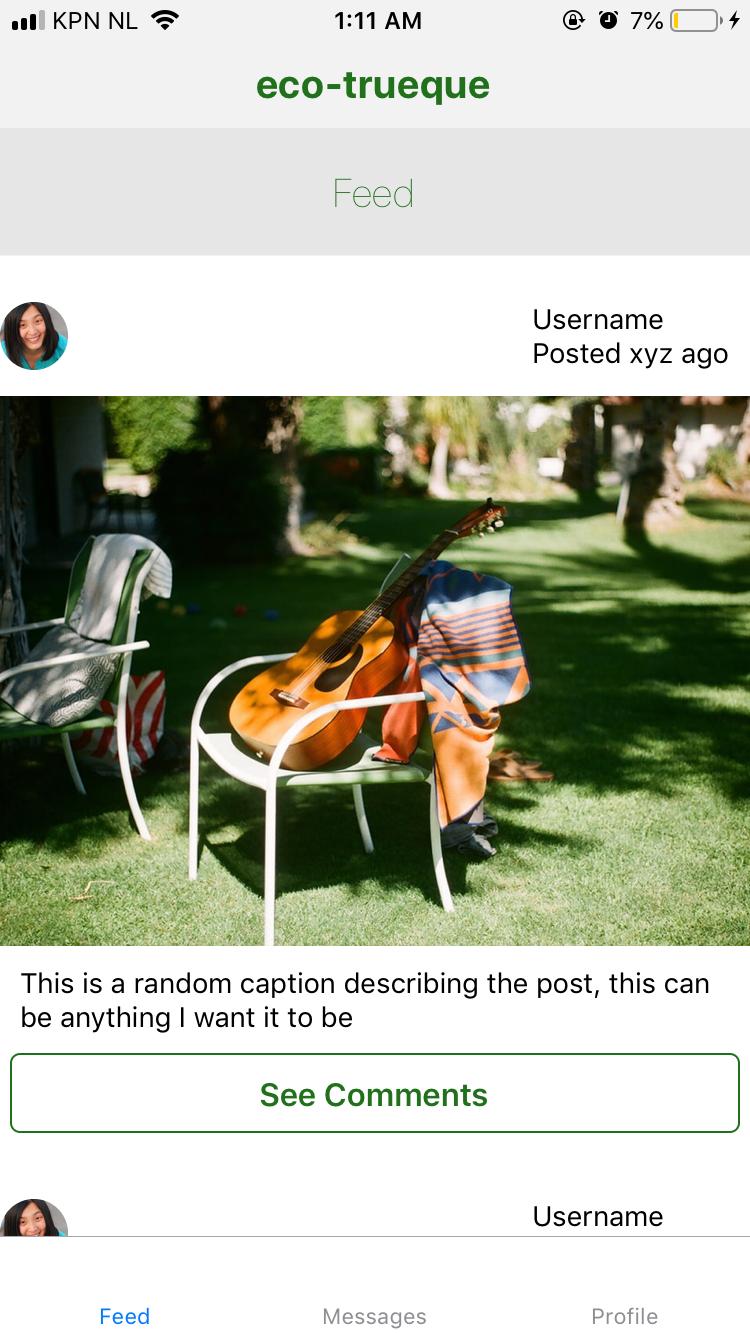 KPN NL 1:11 AM 7%
eco-trueque
Feed
Username
Posted xyz ago
This is a random caption describing the post, this can
be anything I want it to be
See Comments
Username
Feed Messages Profile